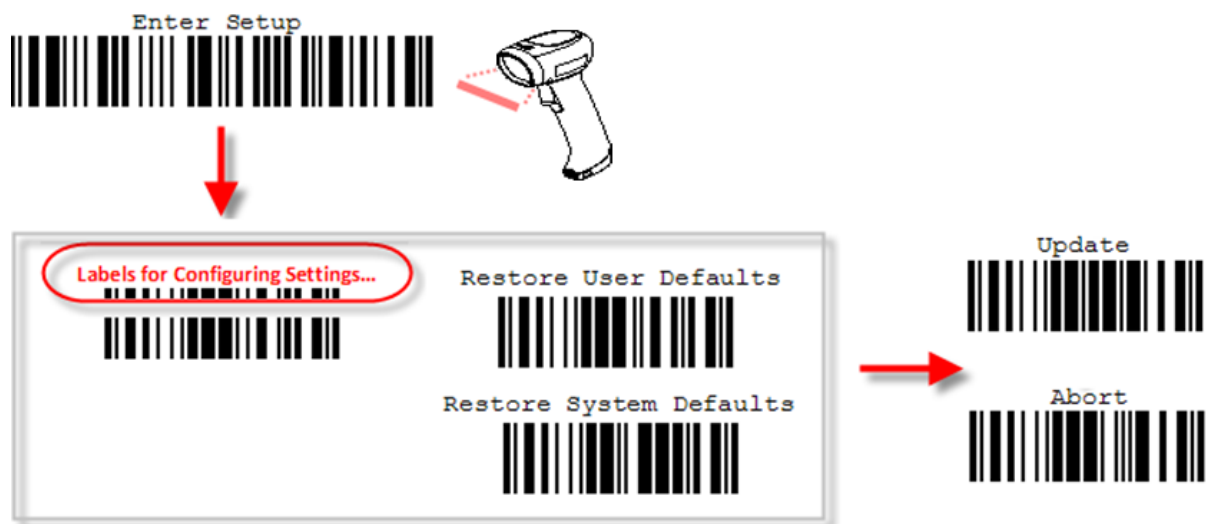 Enter Setup
Labels for Configuring Settings...
Restore User Defaults
Restore System Defaults
Update
Abort